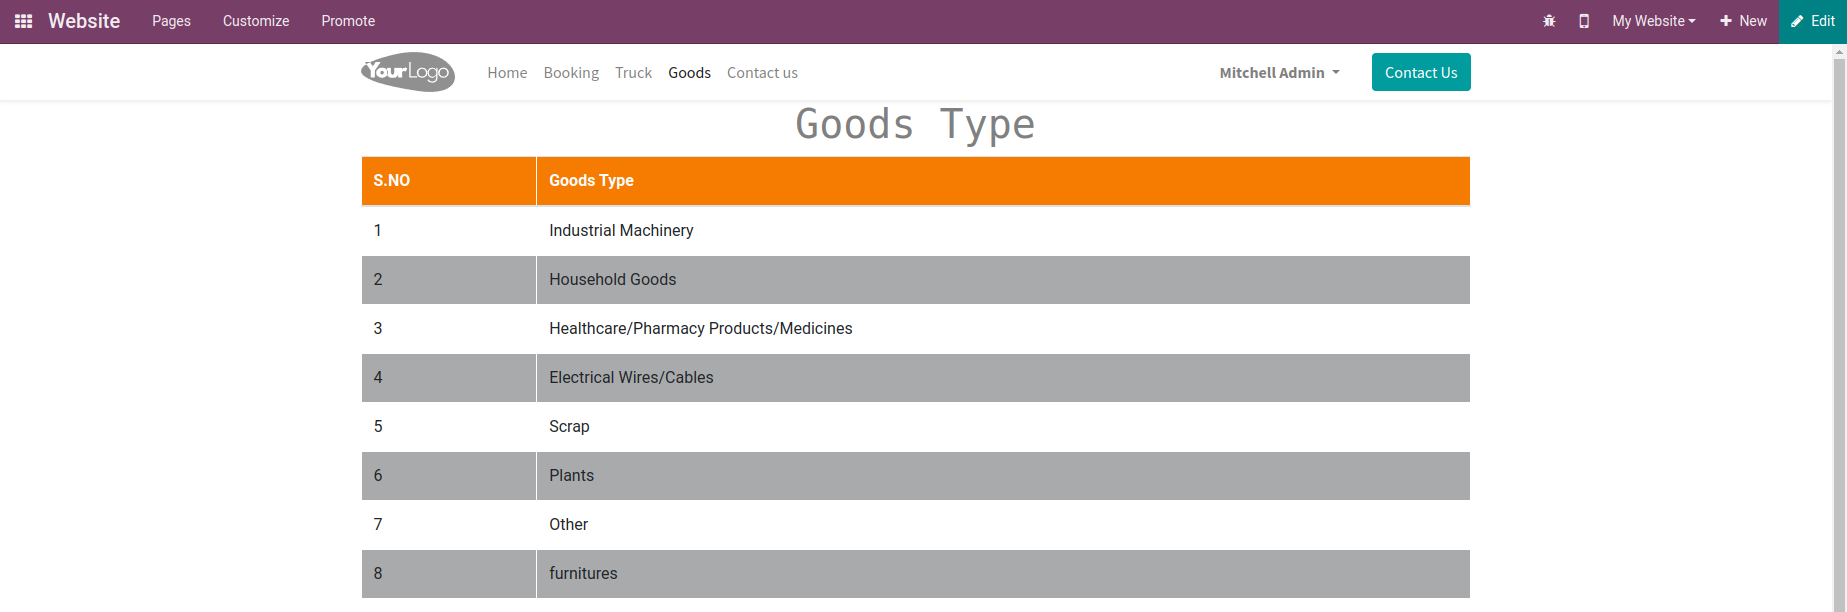 Website Pages Customize Promote My Website New Edit
YourLogo Home Booking Truck Goods Contact us Mitchell Admin Contact Us
Goods Type
S.NO Goods Type
1 Industrial Machinery
2 Household Goods
3 Healthcare/Pharmacy Products/Medicines
4 Electrical Wires/Cables
5 Scrap
6 Plants
7 Other
8 furnitures